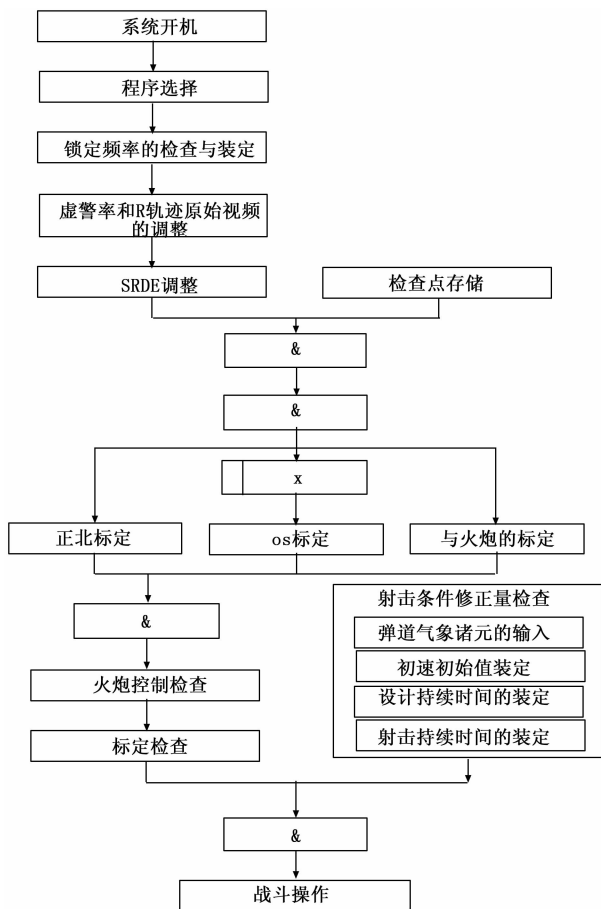 系统开机
程序选择
锁定频率的检查与装定
虚警率和R轨迹原始视频
的调整
SRDE调整
检查点存储
&
&
x
正北标定
os标定
与火炮的标定
&
火炮控制检查
标定检查
射击条件修正量检查
弹道气象诸元的输入
初速初始值装定
设计持续时间的装定
射击持续时间的装定
&
战斗操作